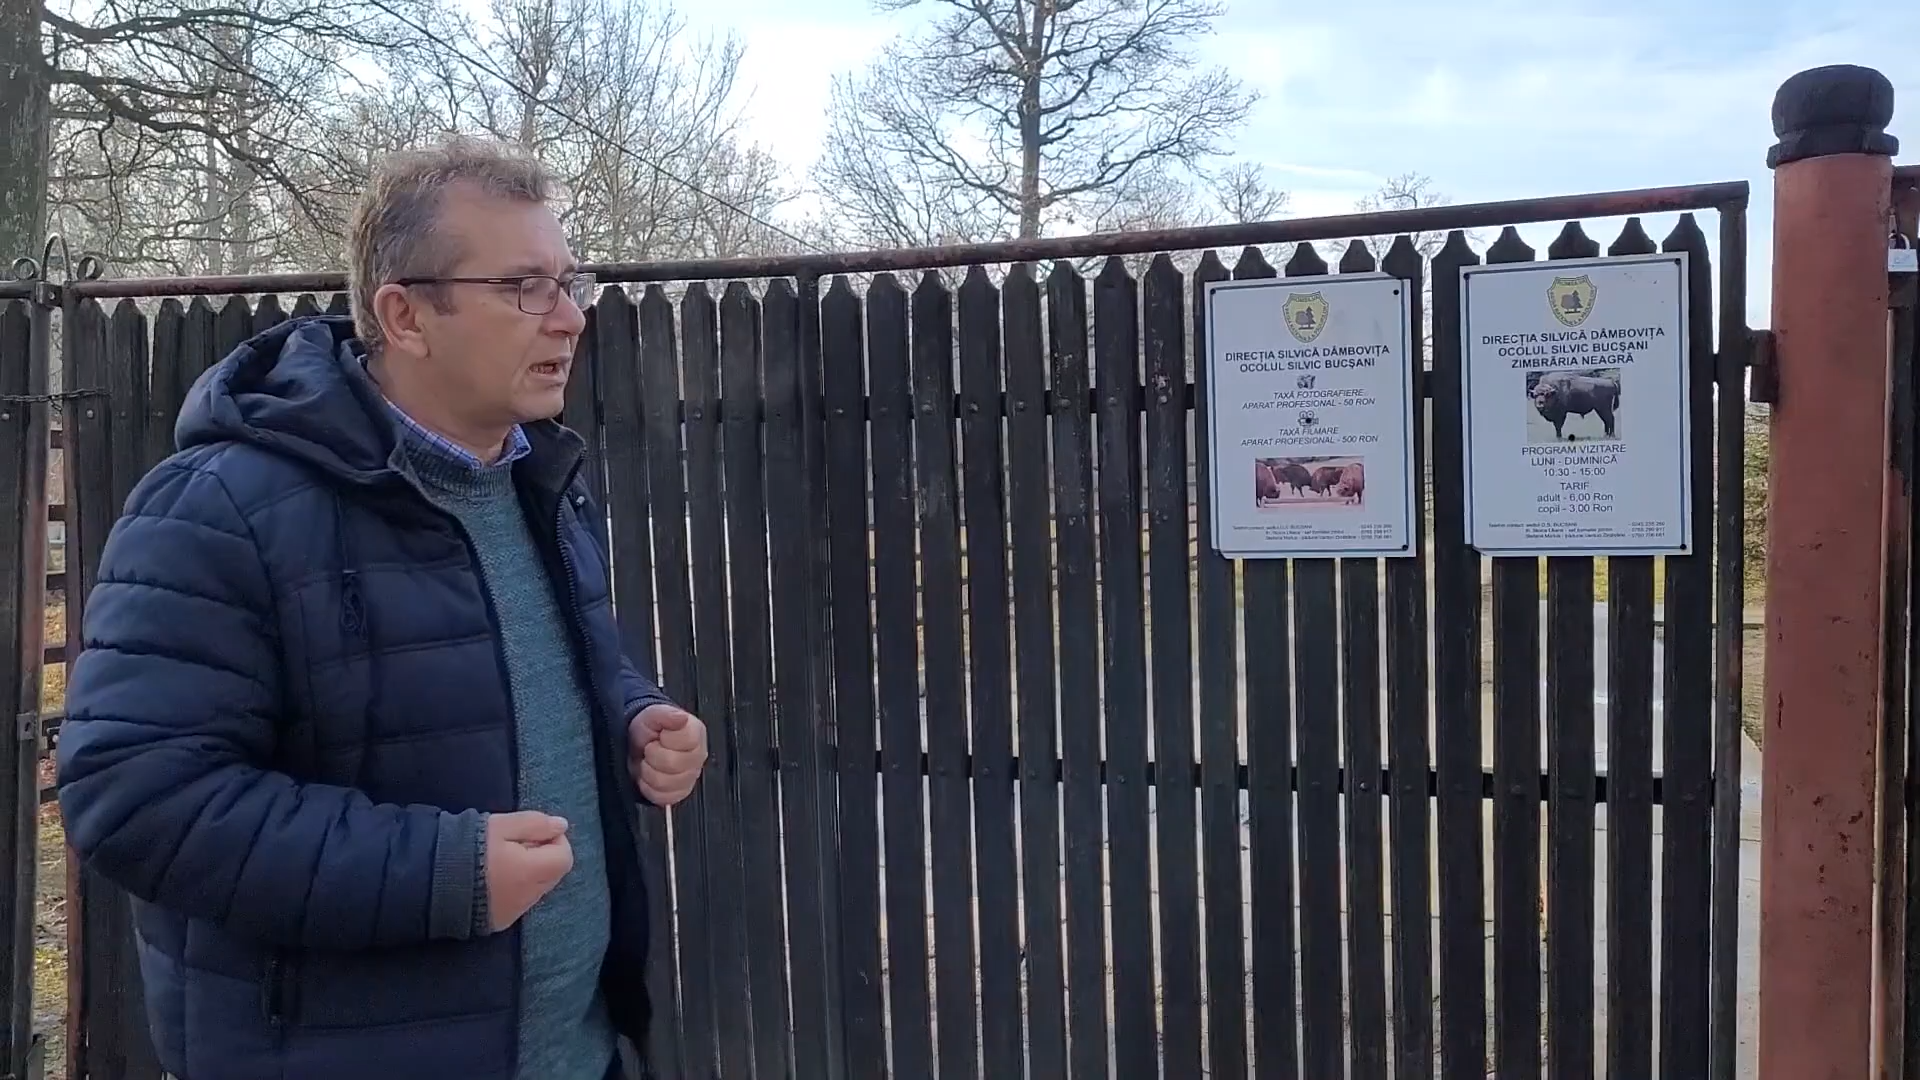 DIRECȚIA SILVICĂ DÂMBOVIȚA
OCOLUL SILVIC BUCȘANI
TAXĂ FOTOGRAFIERE
APARAT PROFESIONAL - 50 RON
TAXĂ FILMARE
APARAT PROFESIONAL - 500 RON
DIRECȚIA SILVICĂ DÂMBOVIȚA
OCOLUL SILVIC BUCȘANI
ZIMBRĂRIA NEAGRĂ
PROGRAM VIZITARE
LUNI - DUMINICĂ
10:30 - 15:00
TARIF
adult - 6,00 Ron
copil - 3,00 Ron